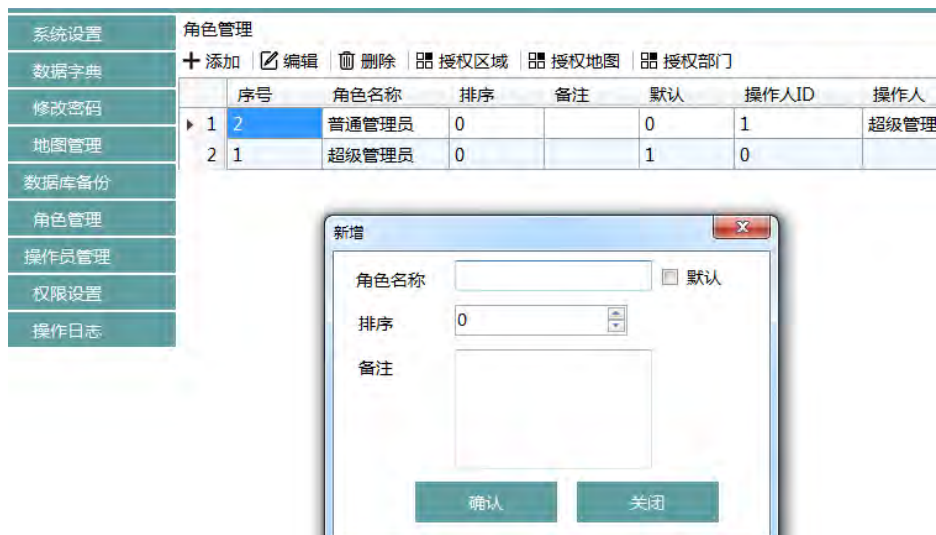 系统设置
数据字典
修改密码
地图管理
数据库备份
角色管理
操作员管理
权限设置
操作日志
角色管理
添加 编辑 删除 授权区域 授权地图 授权部门
序号 角色名称 排序 备注 默认 操作人ID 操作人
1 2 普通管理员 0 0 1 超级管理
2 1 超级管理员 0 1 0
新增
角色名称 默认
排序 0
备注
确认 关闭